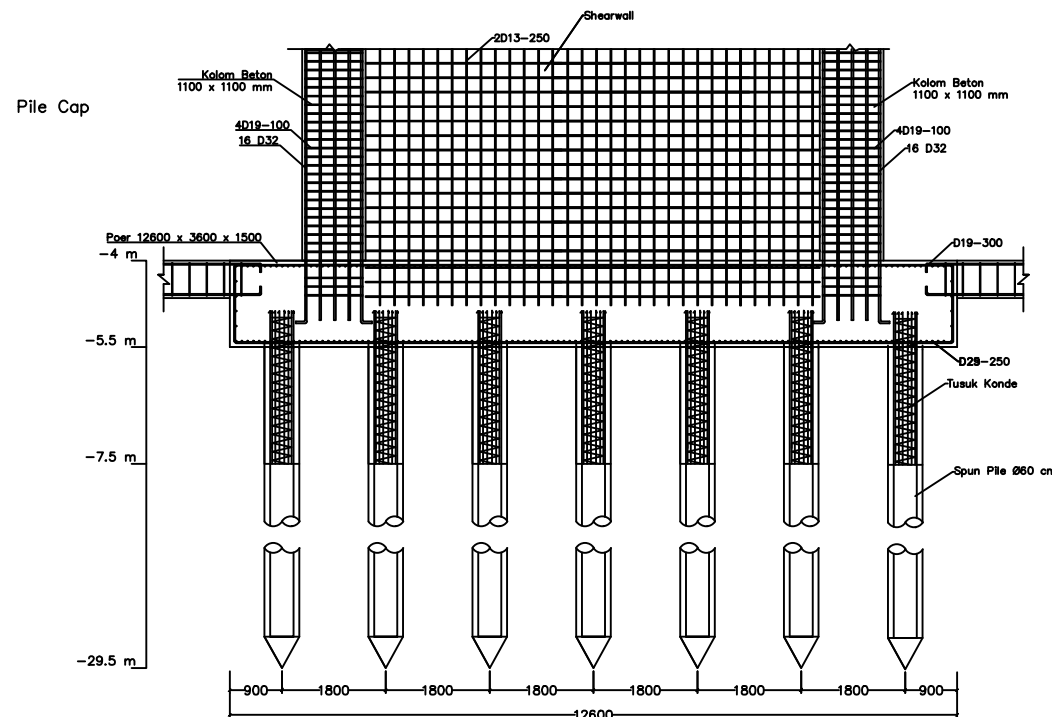 Shearwall
2D13-250
Kolom Beton
1100 x 1100 mm
Kolom Beton
1100 x 1100 mm
Pile Cap
4D19-100
16 D32
4D19-100
16 D32
Poer 12600 x 3600 x 1500
D19-300
-4 m
-5.5 m
D29-250
Tusuk Konde
-7.5 m
Spun Pile Ø60 cm
-29.5 m
900 1800 1800 1800 1800 1800 1800 900
12600